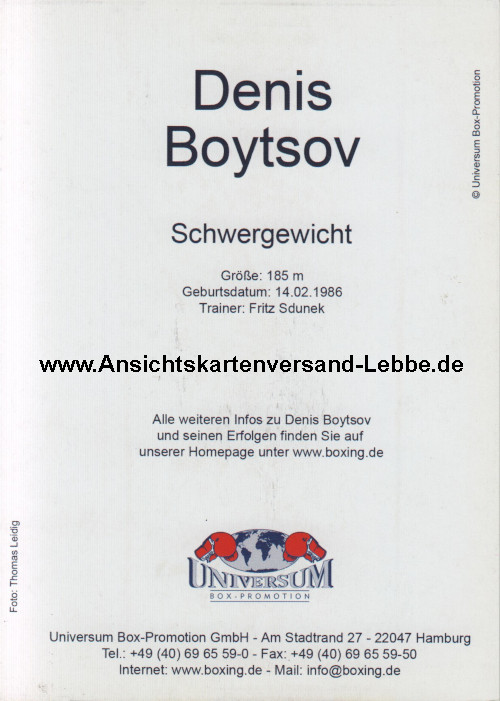 Denis
Boytsov
© Universum Box-Promotion
Schwergewicht
Größe: 185 m
Geburtsdatum: 14.02.1986
Trainer: Fritz Sdunek
www.Ansichtskartenversand-Lebbe.de
Alle weiteren Infos zu Denis Boytsov
und seinen Erfolgen finden Sie auf
unserer Homepage unter www.boxing.de
Foto: Thomas Leidig
UNIVERSUM
BOX-PROMOTION
Universum Box-Promotion GmbH - Am Stadtrand 27 - 22047 Hamburg
Tel.: +49 (40) 69 65 59-0 - Fax: +49 (40) 69 65 59-50
Internet: www.boxing.de - Mail: info@boxing.de